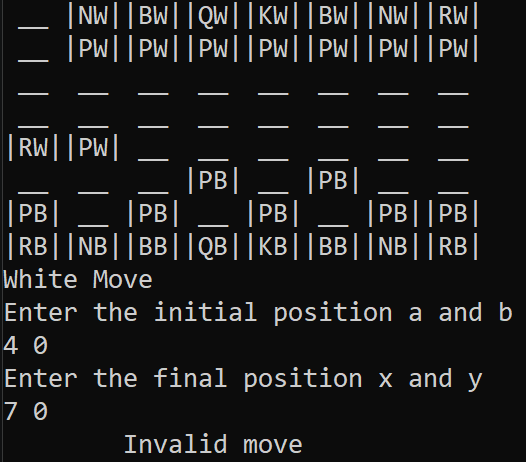 __ |NW||BW||QW||KW||BW||NW||RW|
__ |PW||PW||PW||PW||PW||PW||PW|
__ __ __ __ __ __ __ __
__ __ __ __ __ __ __ __
|RW||PW| __ __ __ __ __ __
__ __ __ |PB| __ |PB| __ __
|PB| __ |PB| __ |PB| __ |PB||PB|
|RB||NB||BB||QB||KB||BB||NB||RB|
White Move
Enter the initial position a and b
4 0
Enter the final position x and y
7 0
Invalid move